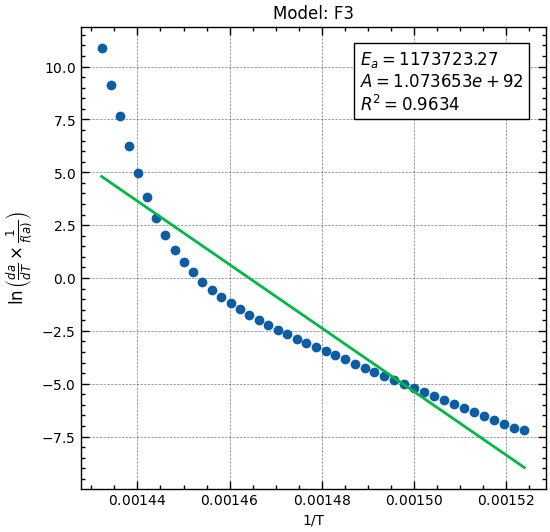 Model: F3
E_a = 1173723.27
A = 1.073653e + 92
R^2 = 0.9634
ln(da/dT × 1/f(a))
10.0
7.5
5.0
2.5
0.0
−2.5
−5.0
−7.5
0.00144 0.00146 0.00148 0.00150 0.00152
1/T